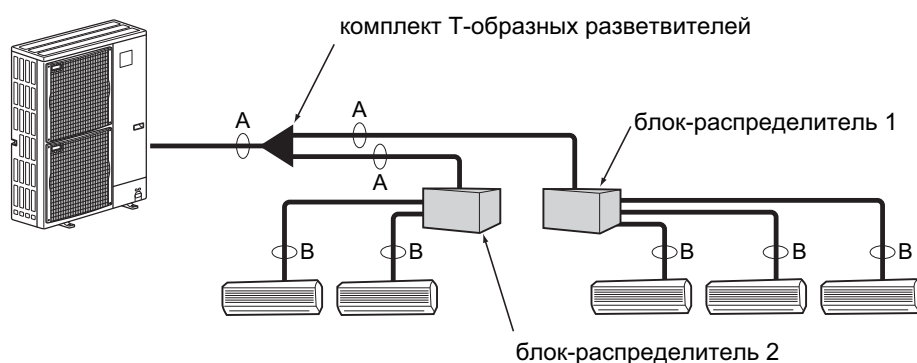 комплект Т-образных разветвителей
A
A
A
блок-распределитель 1
B
B
B
B
B
блок-распределитель 2